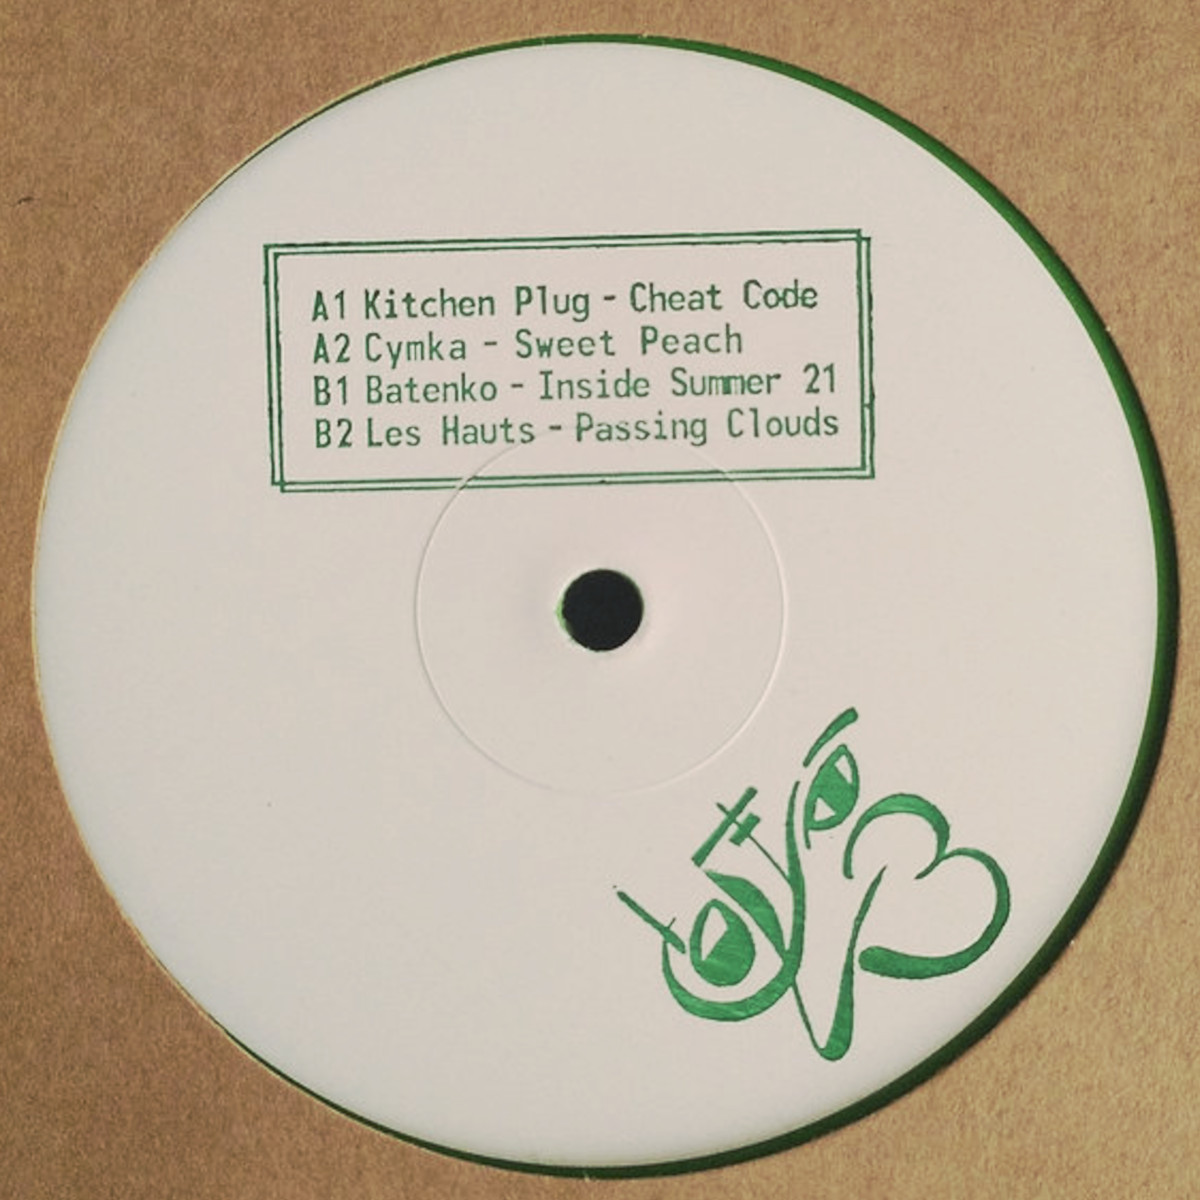 A1 Kitchen Plug - Cheat Code
A2 Cymka - Sweet Peach
B1 Batenko - Inside Summer 21
B2 Les Hauts - Passing Clouds